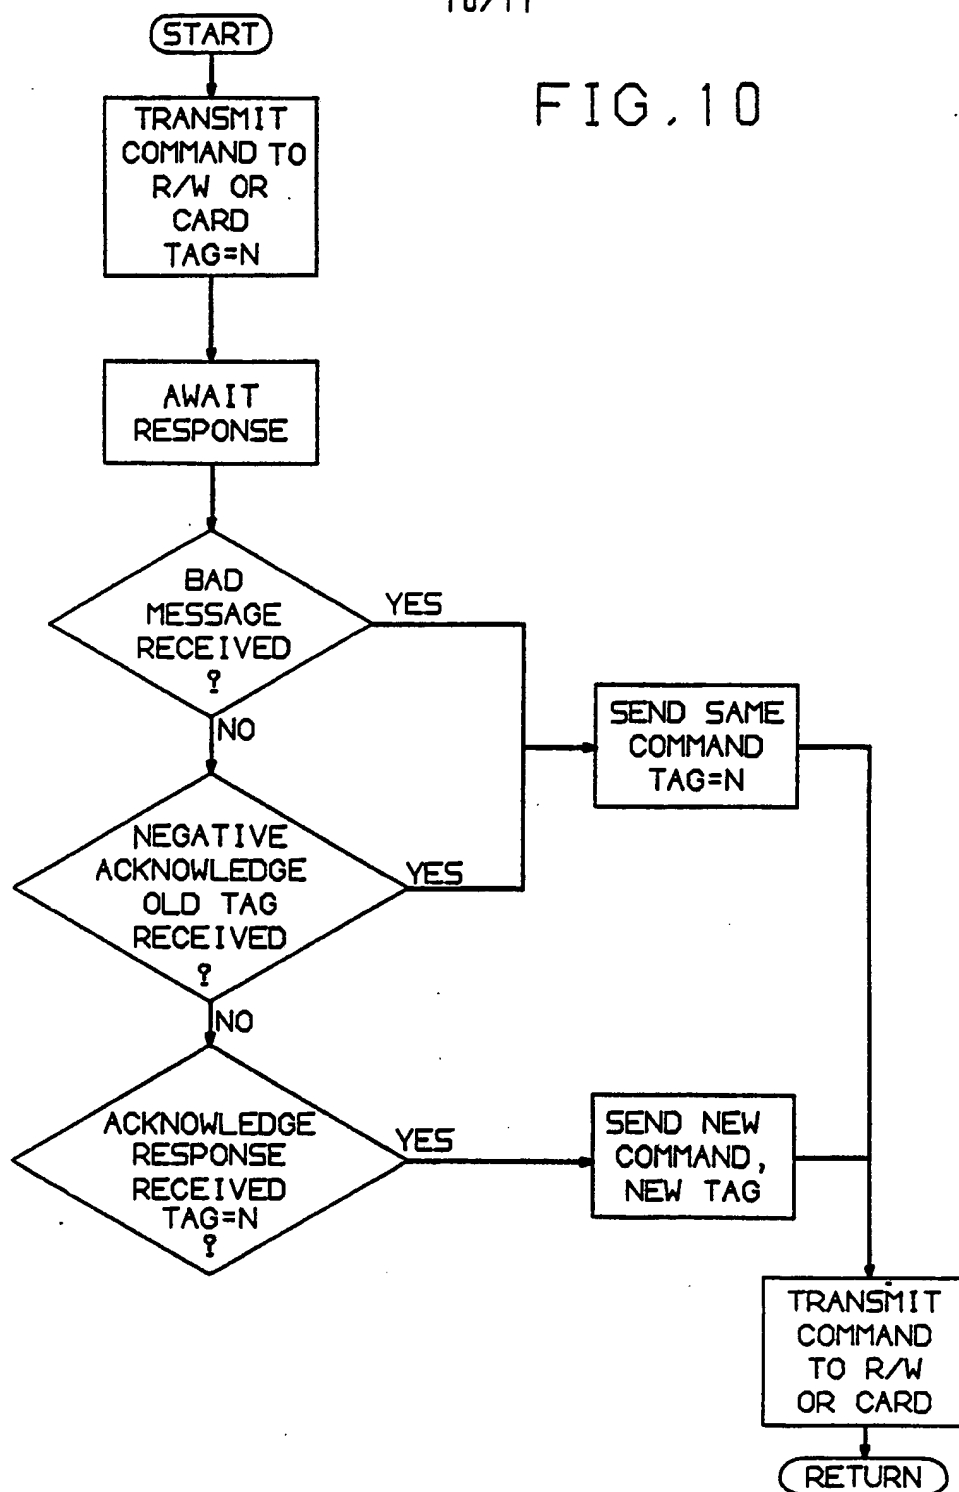 START
FIG.10
TRANSMIT
COMMAND TO
R/W OR
CARD
TAG=N
AWAIT
RESPONSE
BAD
MESSAGE
RECEIVED
?
YES
NO
SEND SAME
COMMAND
TAG=N
NEGATIVE
ACKNOWLEDGE
OLD TAG
RECEIVED
?
YES
NO
ACKNOWLEDGE
RESPONSE
RECEIVED
TAG=N
?
YES
SEND NEW
COMMAND,
NEW TAG
TRANSMIT
COMMAND
TO R/W
OR CARD
RETURN